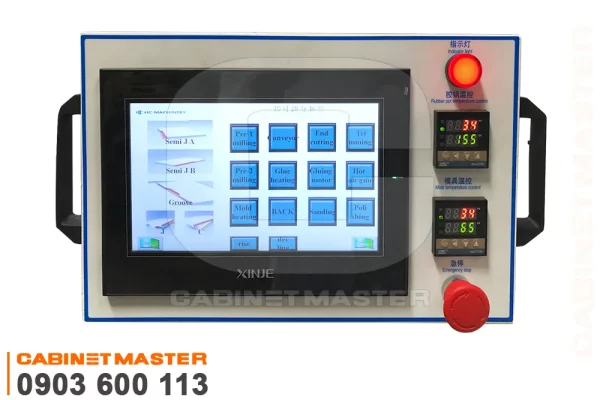 指示灯
Indicator light
胶锅温控
Rubber pot temperature control
34
155
模具温控
Mold temperature control
34
65
急停
Emergency stop
HC-MACHINERY
Semi J A
Semi J B
Groove
J
Pre-1 milling
Conveyor
End cutting
Tri mming
Pre-2 milling
Glue heating
Gluing motor
Hot air gun
Mold heating
BACK
Sanding
Poli shing
rise
XINJE
CABINETMASTER
CABINETMASTER
0903 600 113